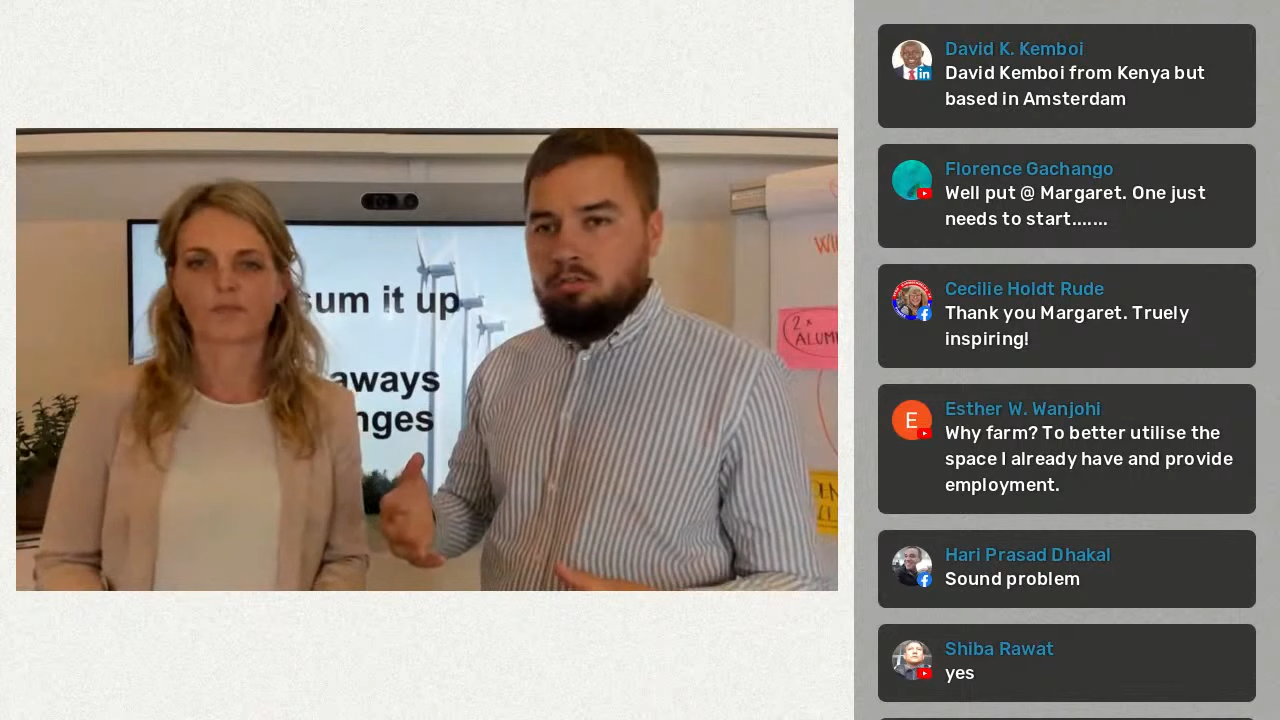 sum it up
aways
nges
2x
David K. Kemboi
David Kemboi from Kenya but
based in Amsterdam
Florence Gachango
Well put @ Margaret. One just
needs to start.......
Cecilie Holdt Rude
Thank you Margaret. Truely
inspiring!
E
Esther W. Wanjohi
Why farm? To better utilise the
space I already have and provide
employment.
Hari Prasad Dhakal
Sound problem
Shiba Rawat
yes